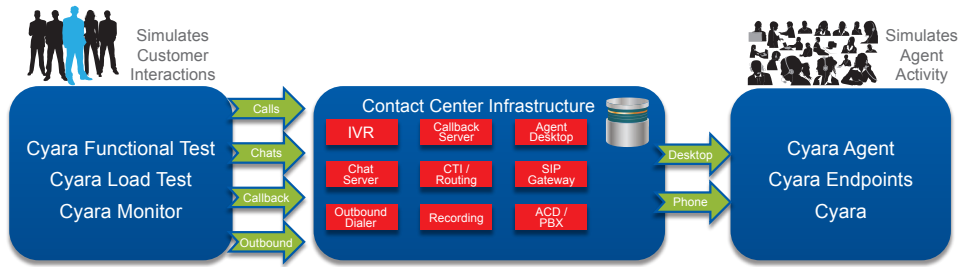 Simulates
Customer
Interactions
Cyara Functional Test
Cyara Load Test
Cyara Monitor
Calls
Chats
Callback
Outbound
Contact Center Infrastructure
IVR
Callback
Server
Agent
Desktop
Chat
Server
CTI /
Routing
SIP
Gateway
Outbound
Dialer
Recording
ACD /
PBX
Desktop
Phone
Simulates
Agent
Activity
Cyara Agent
Cyara Endpoints
Cyara